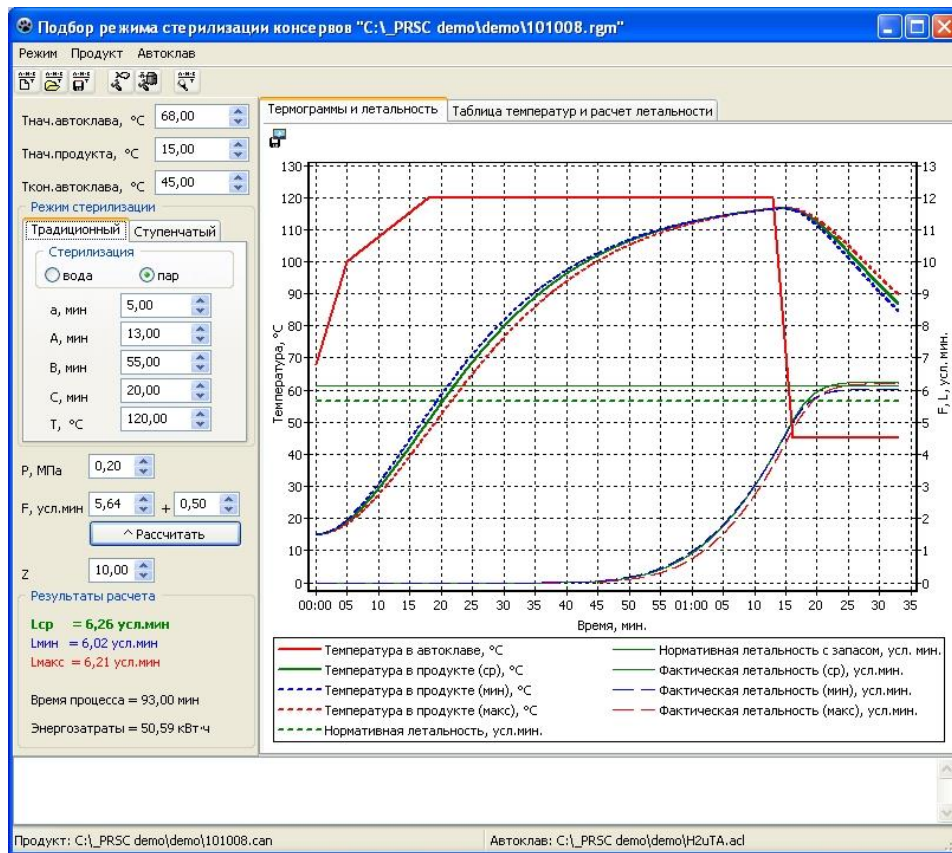 Подбор режима стерилизации консервов "C:\_PRSC demo\demo\101008.rgm"
Режим Продукт Автоклав
Термограммы и летальность Таблица температур и расчет летальности
Tнач.автоклава, °C 68,00
Tнач.продукта, °C 15,00
Tкон.автоклава, °C 45,00
Режим стерилизации
Традиционный Ступенчатый
Стерилизация
вода пар
a, мин 5,00
A, мин 13,00
B, мин 55,00
C, мин 20,00
T, °C 120,00
P, МПа 0,20
F, усл.мин 5,64 + 0,50
^ Рассчитать
Z 10,00
Результаты расчета
Lср = 6,26 усл.мин
Lмин = 6,02 усл.мин
Lмакс = 6,21 усл.мин
Время процесса = 93,00 мин
Энергозатраты = 50,59 кВт·ч
Температура, °C
130
120
110
100
90
80
70
60
50
40
30
20
10
0
13
12
11
10
9
8
7
6
5
4
3
2
1
0
F, L, усл. мин.
00:00 05 10 15 20 25 30 35 40 45 50 55 01:00 05 10 15 20 25 30 35
Время, мин.
Температура в автоклаве, °C
Температура в продукте (ср), °C
Температура в продукте (мин), °C
Температура в продукте (макс), °C
Нормативная летальность, усл.мин.
Нормативная летальность с запасом, усл. мин.
Фактическая летальность (ср), усл.мин.
Фактическая летальность (мин), усл.мин.
Фактическая летальность (макс), усл.мин.
Продукт: C:\_PRSC demo\demo\101008.can Автоклав: C:\_PRSC demo\demo\H2uTA.acl